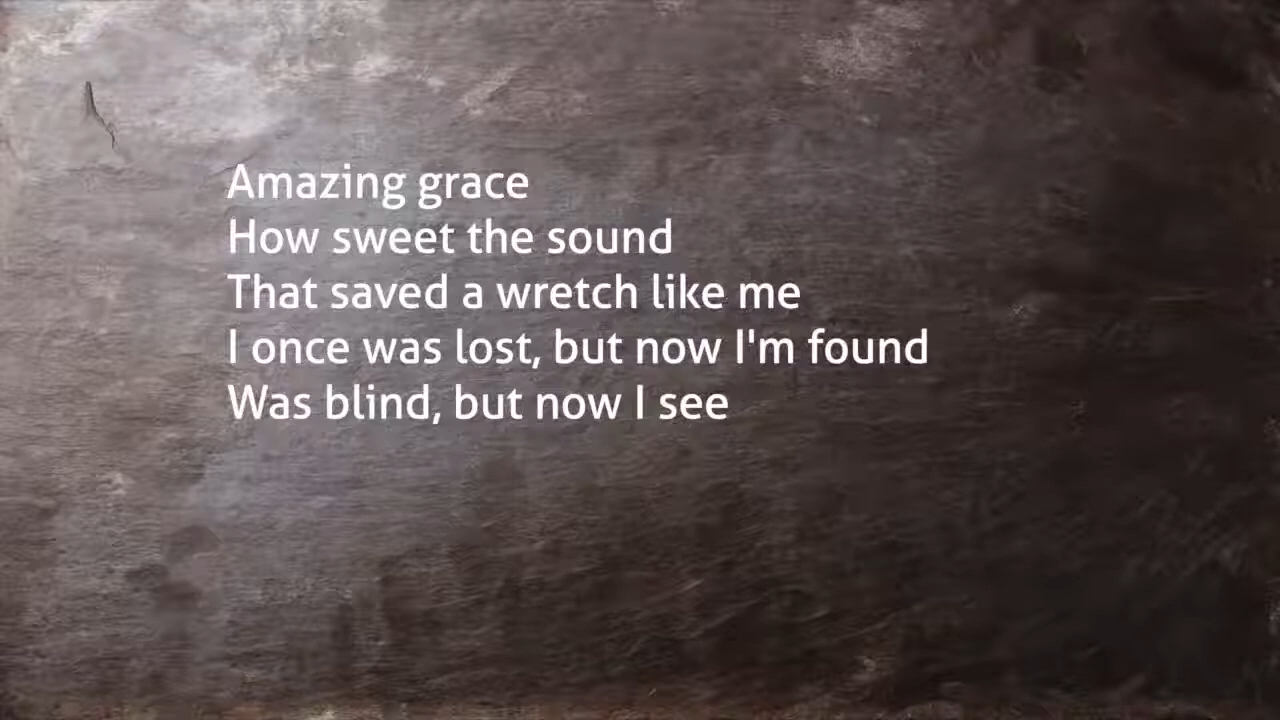 Amazing grace
How sweet the sound
That saved a wretch like me
I once was lost, but now I'm found
Was blind, but now I see